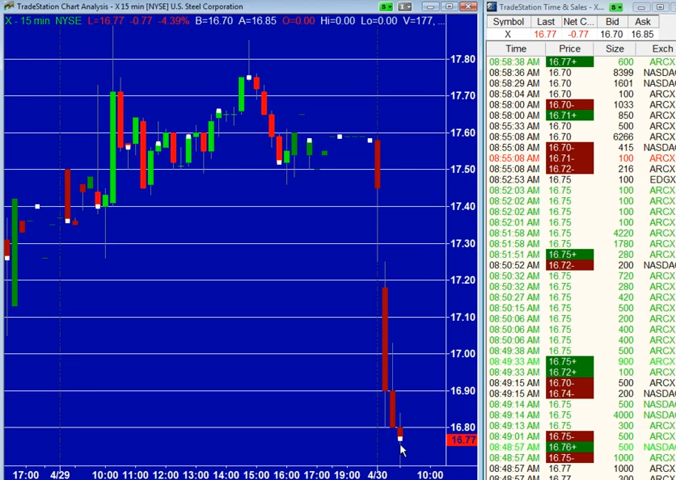 TradeStation Chart Analysis - X 15 min [NYSE] U.S. Steel Corporation
X - 15 min NYSE L=16.77 -0.77 -4.39% B=16.70 A=16.85 O=0.00 Hi=0.00 Lo=0.00 V=177,
17.80
17.70
17.60
17.50
17.40
17.30
17.20
17.10
17.00
16.90
16.80
16.77
17:00 4/29 10:00 11:00 12:00 13:00 14:00 15:00 16:00 17:00 19:00 4/30 10:00
TradeStation Time & Sales - X...
Symbol Last Net C... Bid Ask
X 16.77 -0.77 16.70 16.85
Time Price Size Exch
08:58:38 AM 16.77+ 600 ARCX
08:58:36 AM 16.70 8399 NASDA
08:58:29 AM 16.70 1601 NASDA
08:58:04 AM 16.70 100 ARCX
08:58:00 AM 16.70- 1033 ARCX
08:58:00 AM 16.71+ 850 ARCX
08:55:33 AM 16.70 500 ARCX
08:55:08 AM 16.70 6266 ARCX
08:55:08 AM 16.70- 415 NASDA
08:55:08 AM 16.71- 100 ARCX
08:55:08 AM 16.72- 216 ARCX
08:52:53 AM 16.75 100 EDGX
08:52:03 AM 16.75 100 ARCX
08:52:02 AM 16.75 100 ARCX
08:52:02 AM 16.75 100 ARCX
08:52:01 AM 16.75 100 ARCX
08:51:58 AM 16.75 4220 ARCX
08:51:58 AM 16.75 1780 ARCX
08:51:51 AM 16.75+ 280 ARCX
08:50:52 AM 16.72- 200 NASDA
08:50:32 AM 16.75 720 ARCX
08:50:32 AM 16.75 280 ARCX
08:50:27 AM 16.75 420 ARCX
08:50:15 AM 16.75 500 ARCX
08:50:06 AM 16.75 200 ARCX
08:50:06 AM 16.75 400 ARCX
08:50:06 AM 16.75 400 ARCX
08:49:38 AM 16.75 600 ARCX
08:49:33 AM 16.75+ 900 ARCX
08:49:33 AM 16.72+ 100 ARCX
08:49:15 AM 16.70- 500 ARCX
08:49:15 AM 16.74- 200 NASDA
08:49:14 AM 16.75 500 ARCX
08:49:14 AM 16.75 4000 NASDA
08:49:13 AM 16.75 300 ARCX
08:49:01 AM 16.75- 500 ARCX
08:48:57 AM 16.76+ 500 NASDA
08:48:57 AM 16.75- 1000 ARCX
08:48:57 AM 16.77 1000 ARCX
08:48:57 AM 16.77 300 ARCX